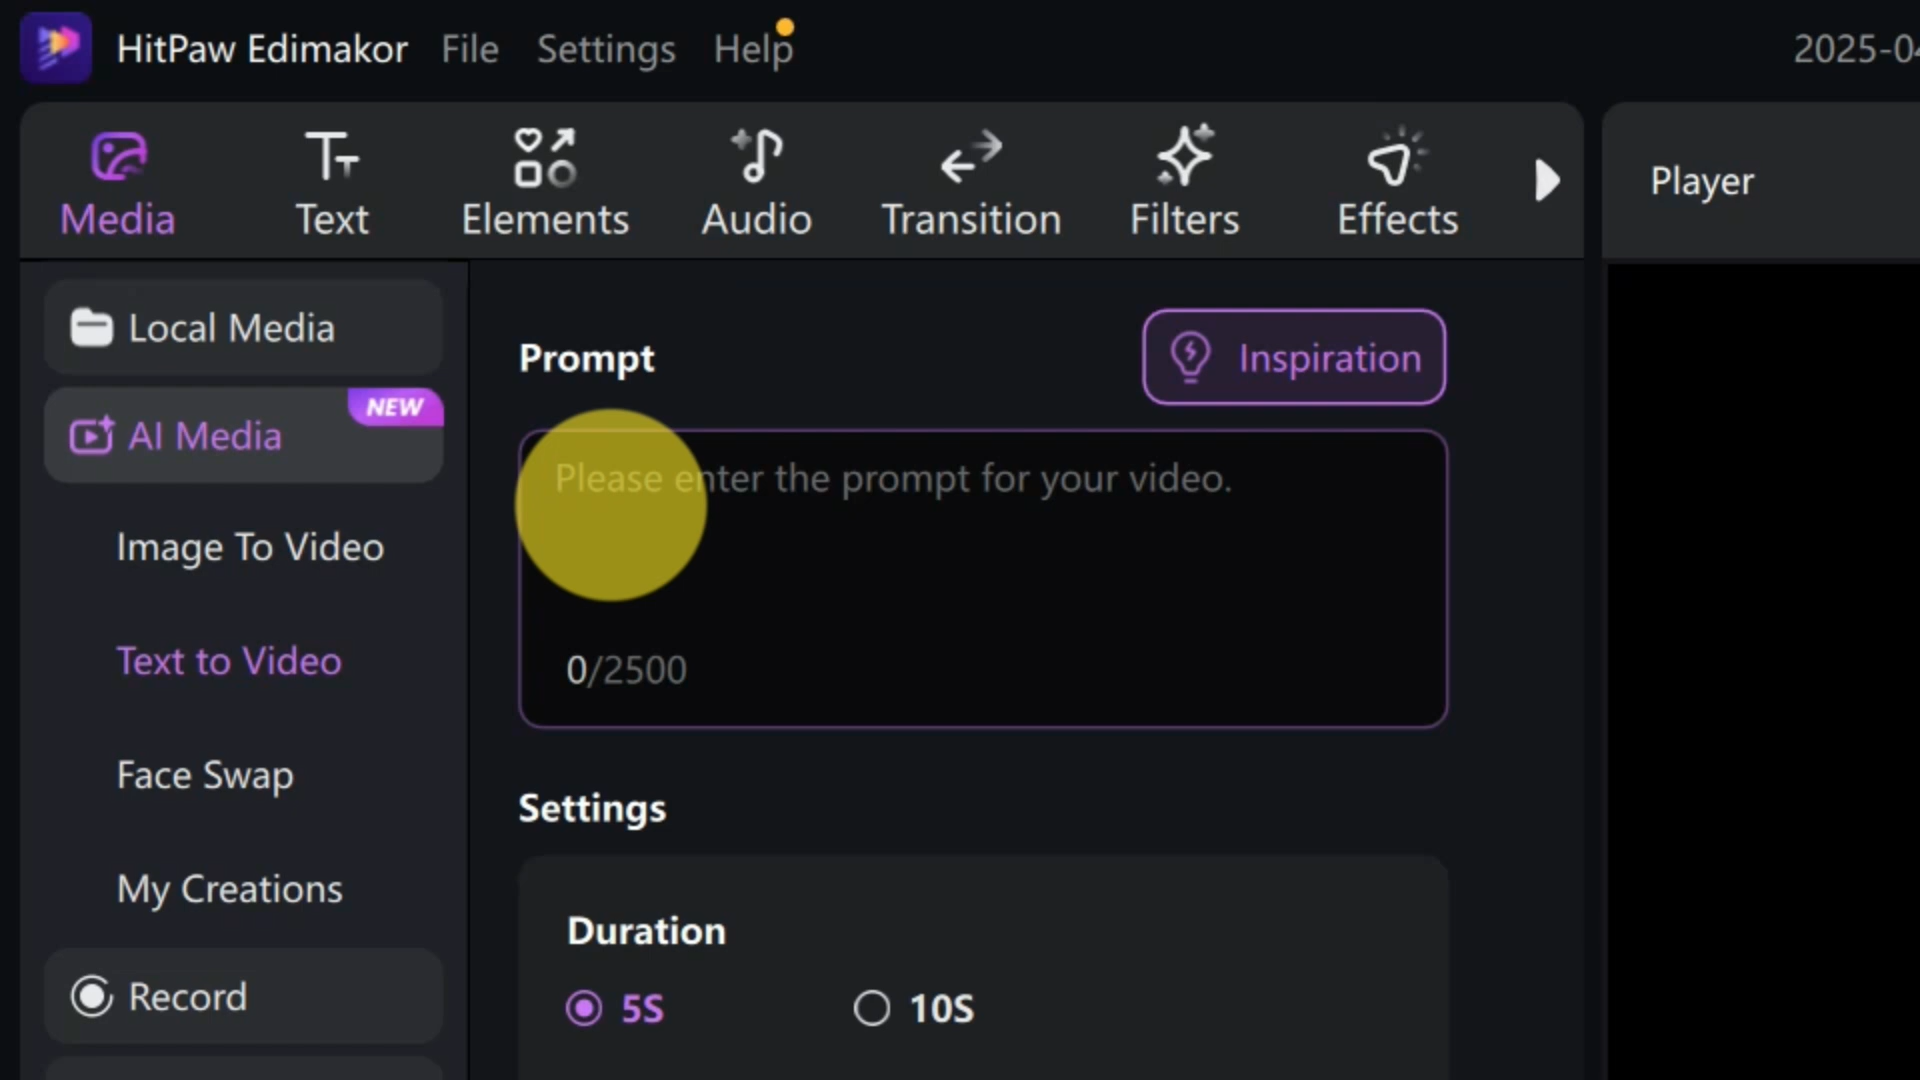 HitPaw Edimakor File Settings Help 2025-04
Media Text Elements Audio Transition Filters Effects
Player
Local Media
AI Media NEW
Image To Video
Text to Video
Face Swap
My Creations
Record
Prompt
Inspiration
Please enter the prompt for your video.
0/2500
Settings
Duration
5S 10S